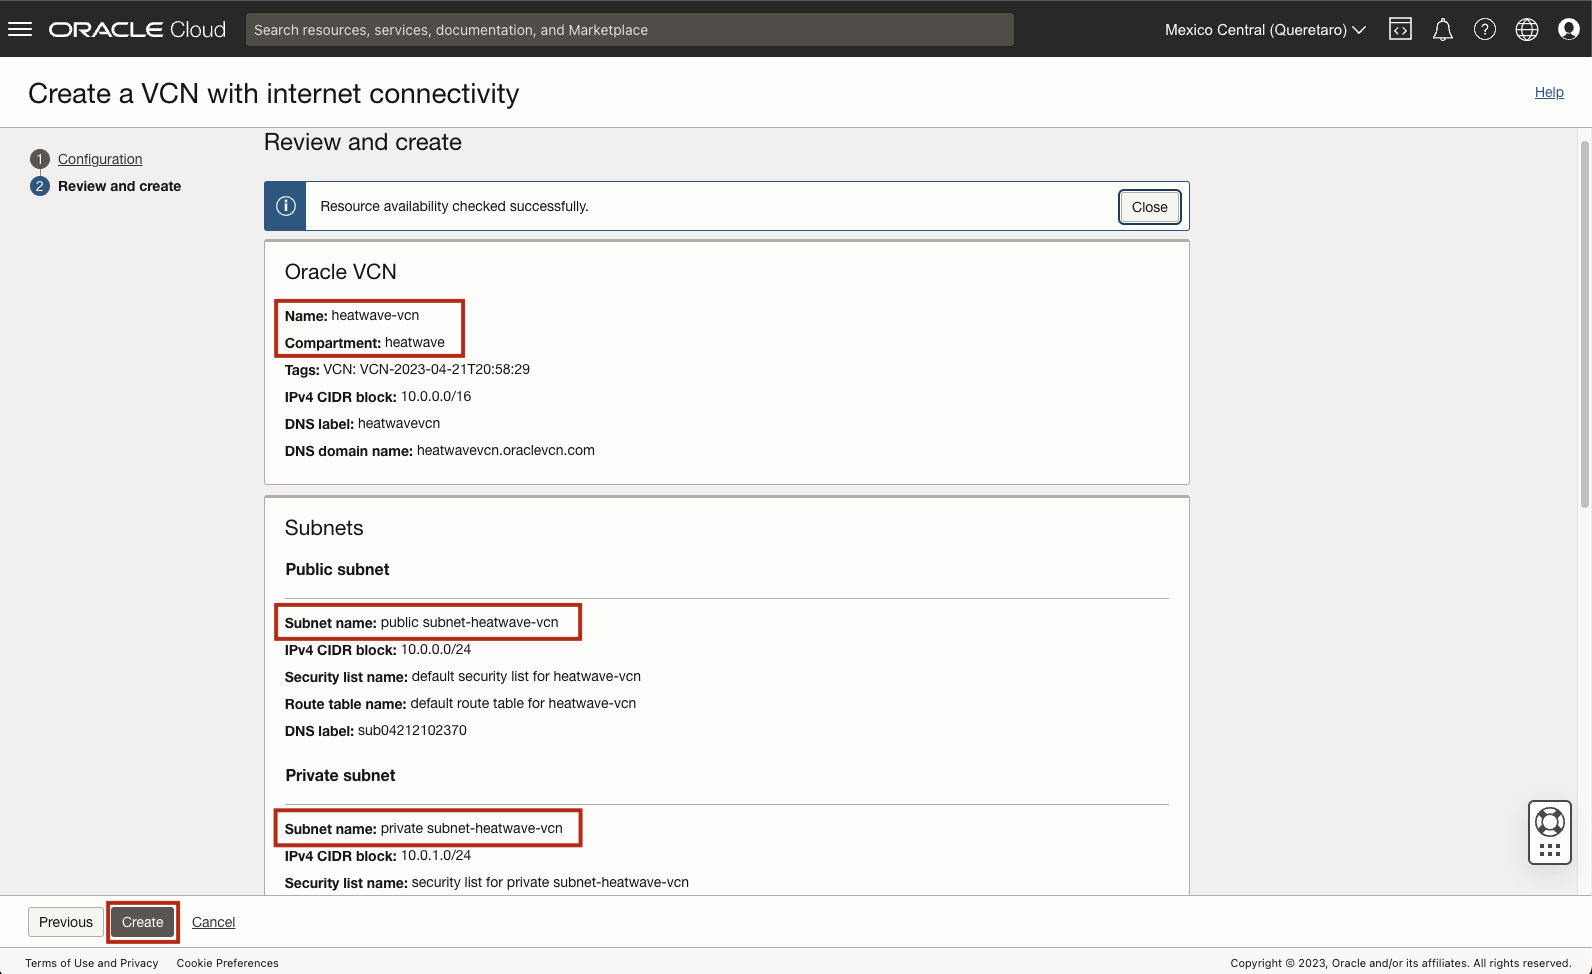 ORACLE Cloud
Search resources, services, documentation, and Marketplace
Mexico Central (Queretaro)
Create a VCN with internet connectivity
Help
1 Configuration
2 Review and create
Review and create
Resource availability checked successfully.
Close
Oracle VCN
Name: heatwave-vcn
Compartment: heatwave
Tags: VCN: VCN-2023-04-21T20:58:29
IPv4 CIDR block: 10.0.0.0/16
DNS label: heatwavevcn
DNS domain name: heatwavevcn.oraclevcn.com
Subnets
Public subnet
Subnet name: public subnet-heatwave-vcn
IPv4 CIDR block: 10.0.0.0/24
Security list name: default security list for heatwave-vcn
Route table name: default route table for heatwave-vcn
DNS label: sub04212102370
Private subnet
Subnet name: private subnet-heatwave-vcn
IPv4 CIDR block: 10.0.1.0/24
Security list name: security list for private subnet-heatwave-vcn
Previous
Create
Cancel
Terms of Use and Privacy
Cookie Preferences
Copyright © 2023, Oracle and/or its affiliates. All rights reserved.